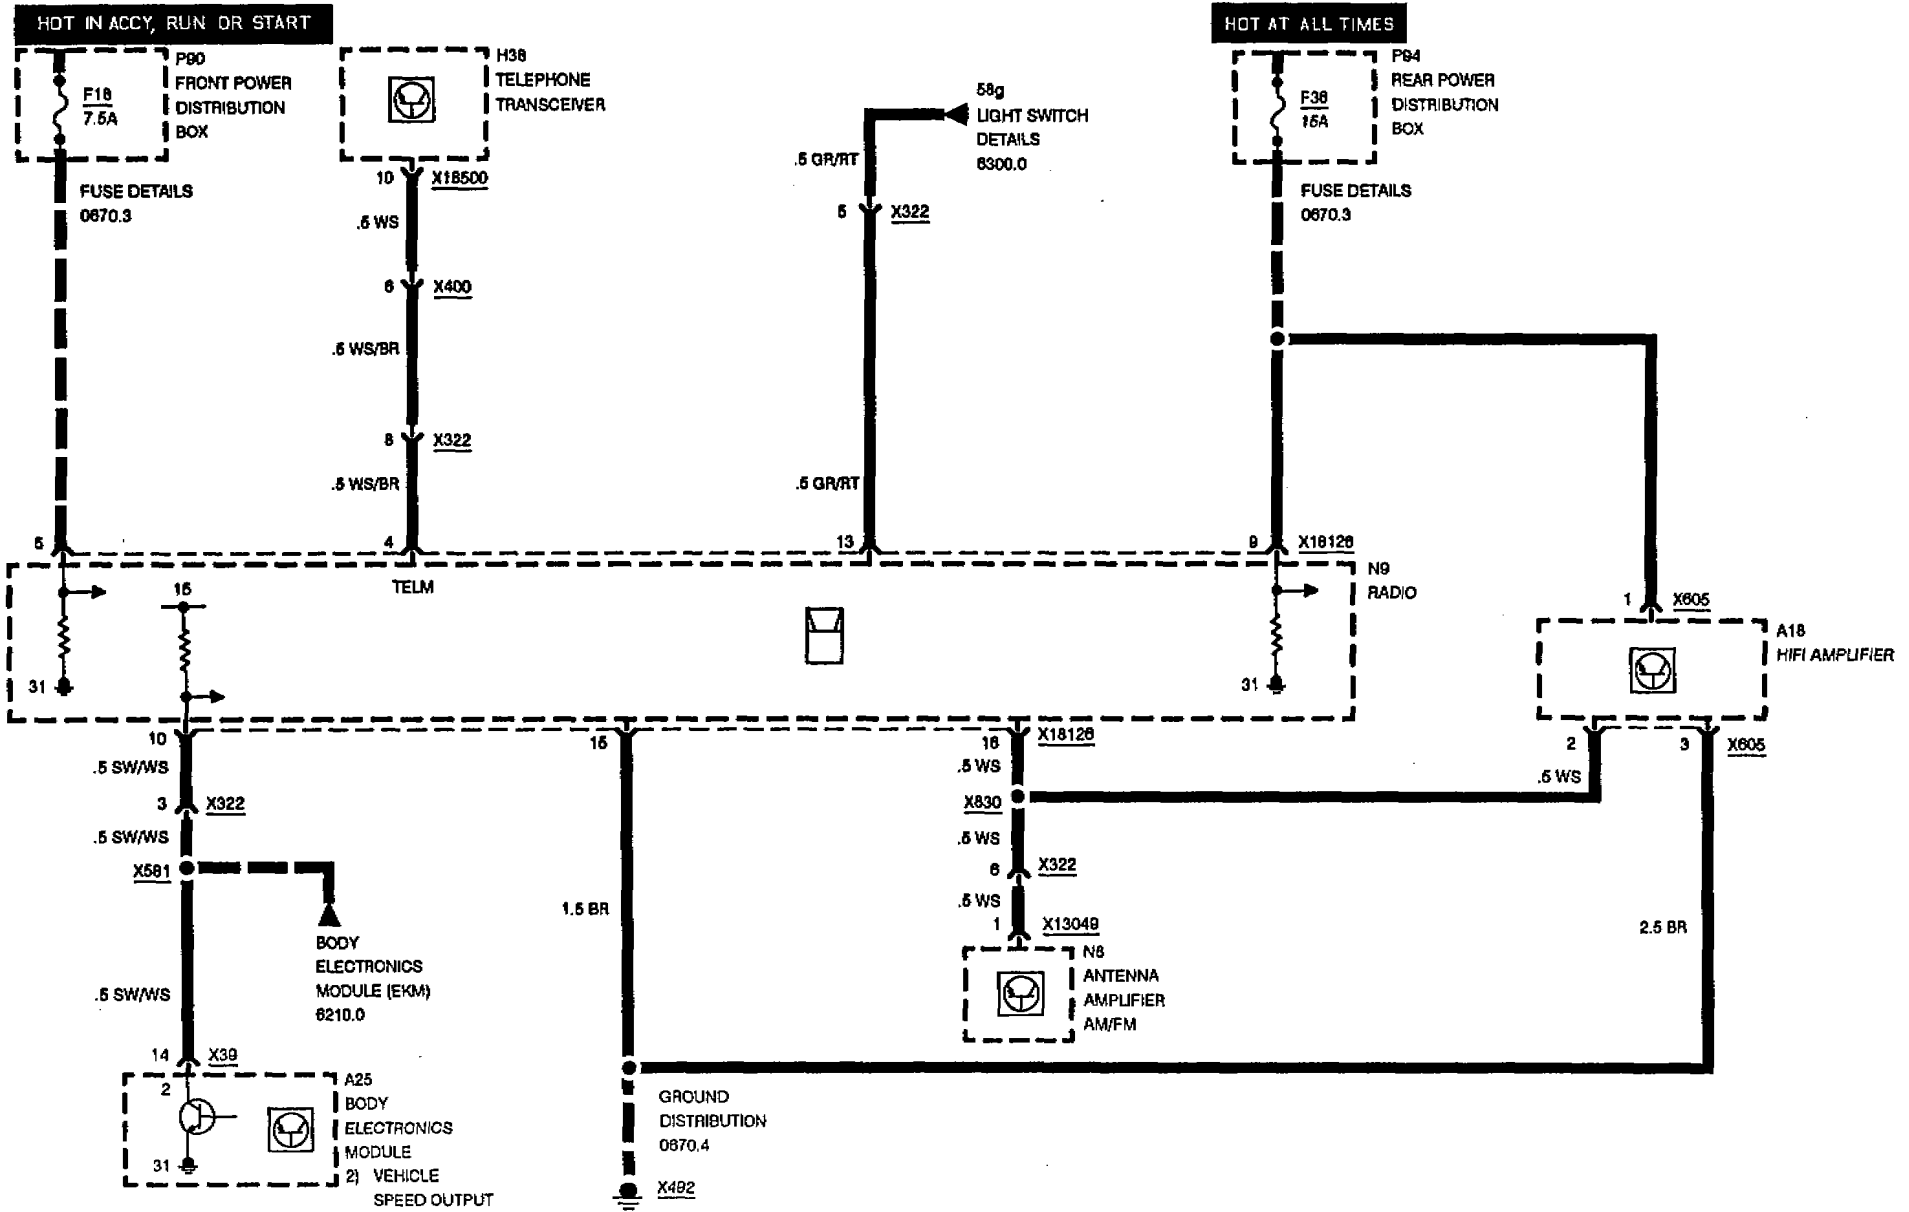 HOT IN ACCY, RUN OR START
HOT AT ALL TIMES
F18
7.5A
P90
FRONT POWER
DISTRIBUTION
BOX
FUSE DETAILS
0670.3
H38
TELEPHONE
TRANSCEIVER
10
X18500
.5 WS
6
X400
.5 WS/BR
8
X322
.5 WS/BR
58g
LIGHT SWITCH
DETAILS
6300.0
.5 GR/RT
5
X322
.5 GR/RT
F38
15A
P94
REAR POWER
DISTRIBUTION
BOX
FUSE DETAILS
0670.3
5
4
13
9
X18126
N9
RADIO
TELM
15
31
31
1
X605
A18
HIFI AMPLIFIER
2
3
X605
.5 WS
2.5 BR
10
15
16
X18126
.5 SW/WS
3
X322
.5 SW/WS
X581
BODY
ELECTRONICS
MODULE (EKM)
6210.0
.5 SW/WS
14
X39
2
31
A25
BODY
ELECTRONICS
MODULE
2) VEHICLE
SPEED OUTPUT
1.5 BR
.5 WS
X830
.5 WS
6
X322
.5 WS
1
X13049
N8
ANTENNA
AMPLIFIER
AM/FM
GROUND
DISTRIBUTION
0670.4
X492